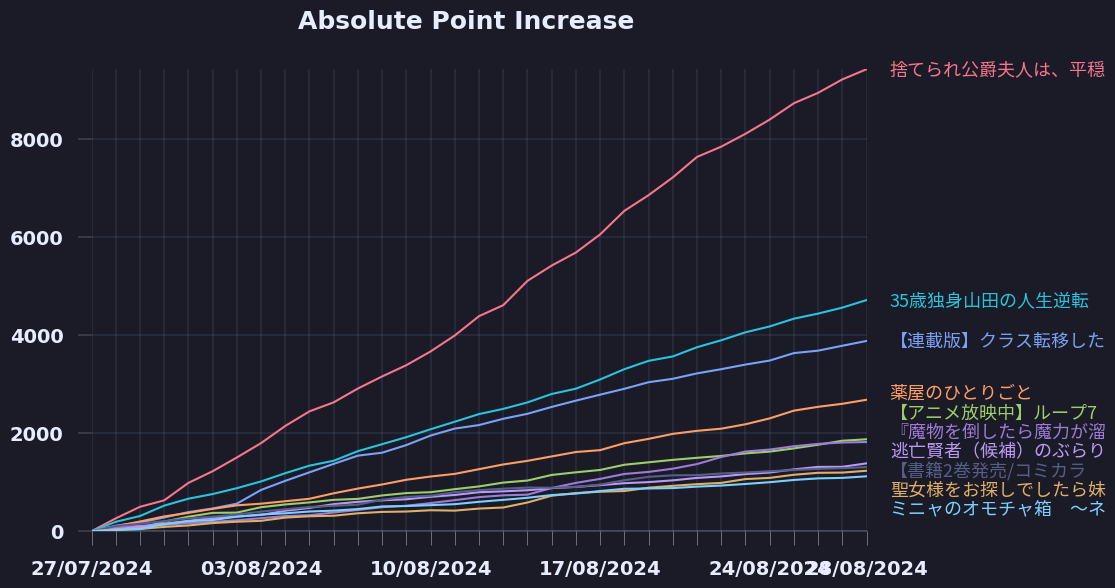 Absolute Point Increase
捨てられ公爵夫人は、平穏
8000
6000
35歳独身山田の人生逆転
4000
【連載版】クラス転移した
薬屋のひとりごと
【アニメ放映中】ループ7
2000
『魔物を倒したら魔力が溜
逃亡賢者（候補）のぶらり
【書籍2巻発売/コミカラ
聖女様をお探しでしたら妹
ミニャのオモチャ箱　～ネ
0
27/07/2024 03/08/2024 10/08/2024 17/08/2024 24/08/2024 28/08/2024